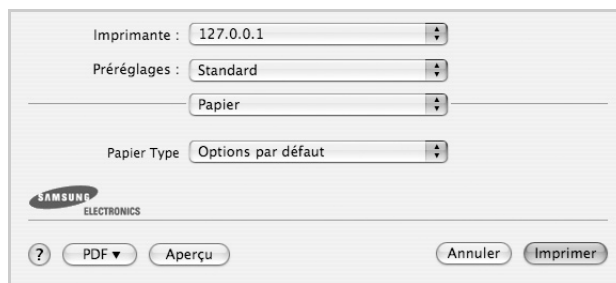 Imprimante : 127.0.0.1
Préréglages : Standard
Papier
Papier Type Options par défaut
SAMSUNG
ELECTRONICS
? PDF ▼ Aperçu Annuler Imprimer